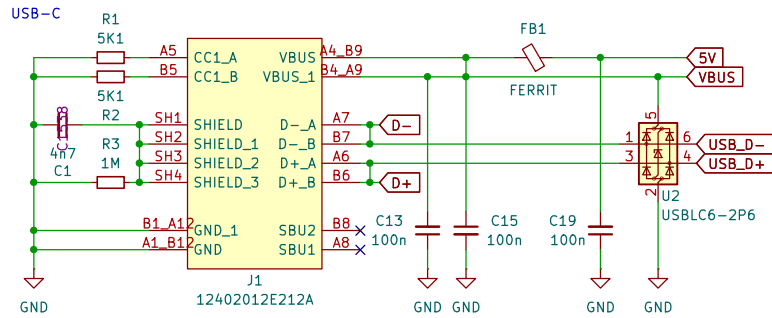 USB-C
R1
5K1
A5
CC1_A
B5
CC1_B
5K1
R2
4n7
C1
R3
1M
SH1
SHIELD
SH2
SHIELD_1
SH3
SHIELD_2
SH4
SHIELD_3
B1_A12
GND_1
A1_B12
GND
VBUS
A4_B9
VBUS_1
B4_A9
D-_A
A7
D-_B
B7
D+_A
A6
D+_B
B6
SBU2
B8
SBU1
A8
J1
12402012E212A
D-
D+
FB1
FERRIT
5V
VBUS
C13
100n
C15
100n
C19
100n
5
1
6
3
4
2
USB_D-
USB_D+
U2
USBLC6-2P6
GND
GND
GND
GND
GND